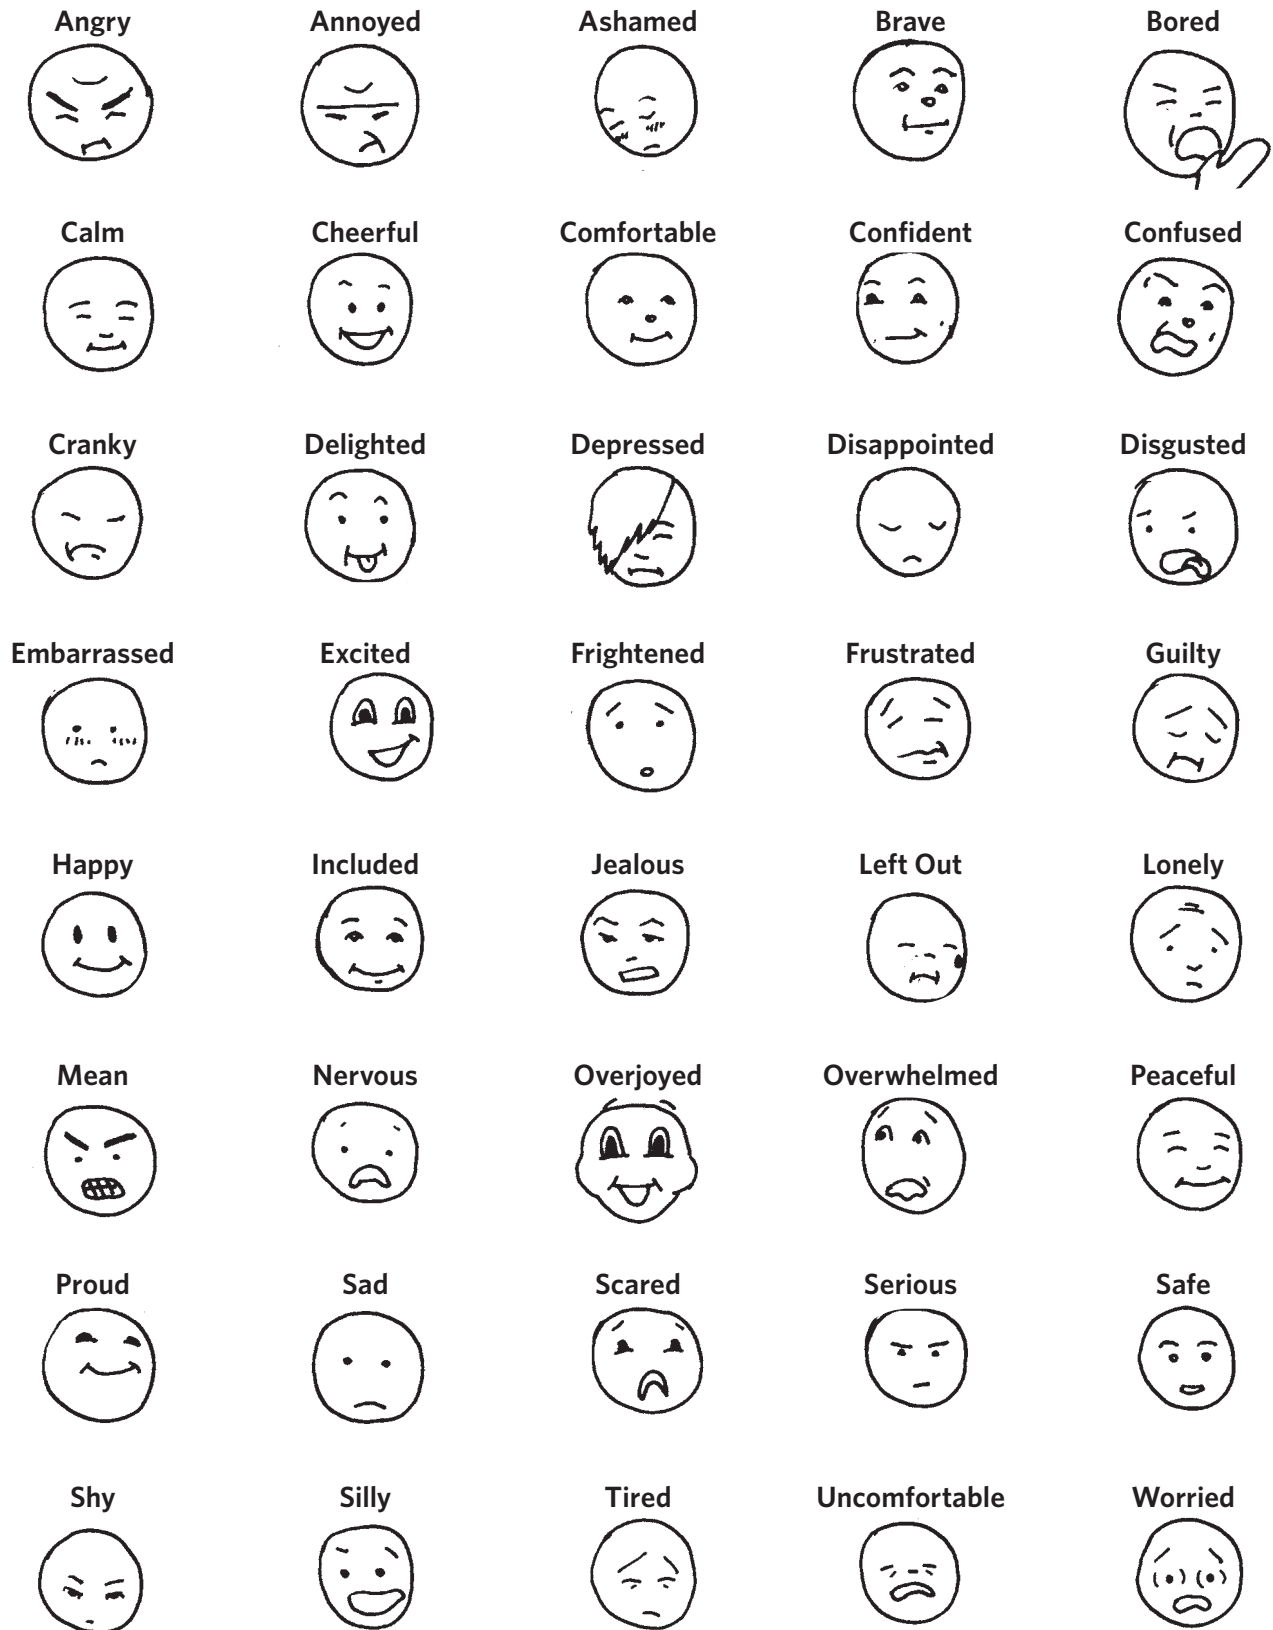 Angry Annoyed Ashamed Brave Bored
Calm Cheerful Comfortable Confident Confused
Cranky Delighted Depressed Disappointed Disgusted
Embarrassed Excited Frightened Frustrated Guilty
Happy Included Jealous Left Out Lonely
Mean Nervous Overjoyed Overwhelmed Peaceful
Proud Sad Scared Serious Safe
Shy Silly Tired Uncomfortable Worried